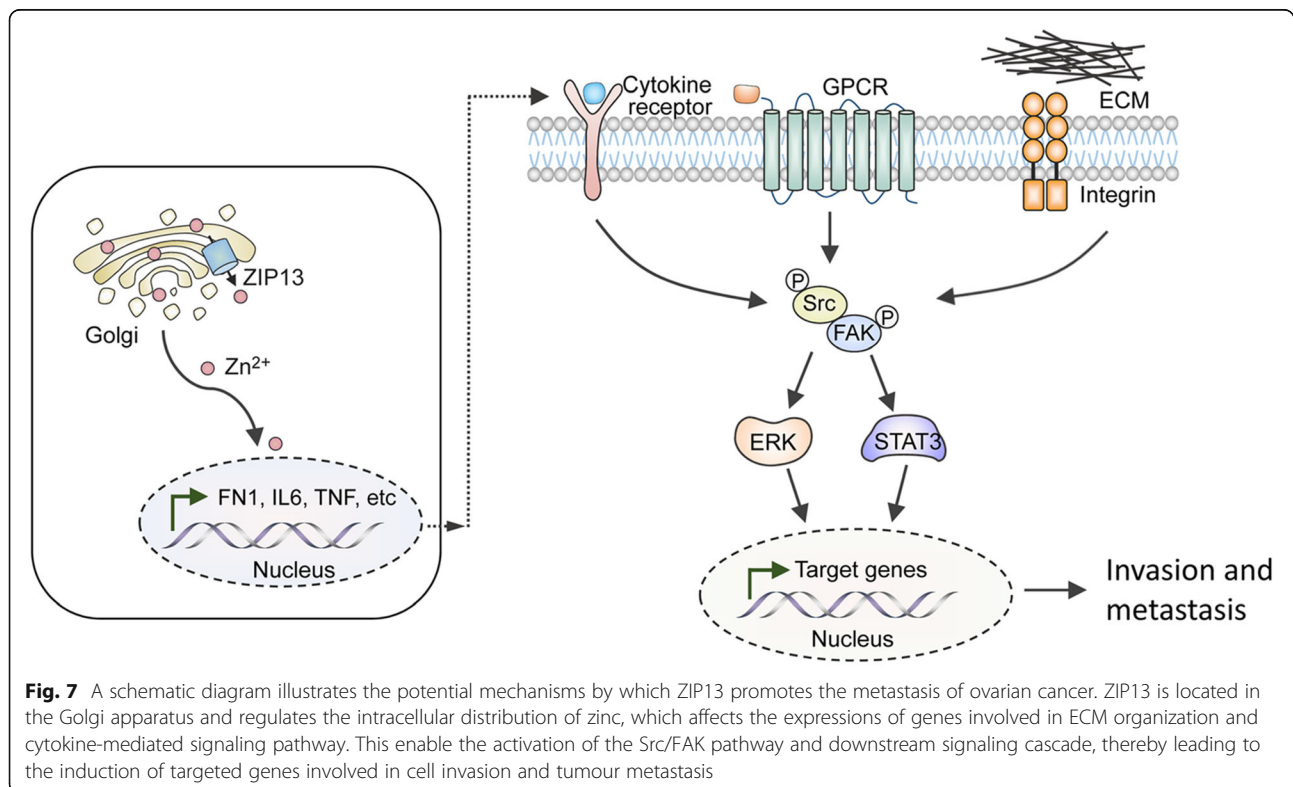 Cytokine
receptor
GPCR
ECM
Integrin
ZIP13
Golgi
Zn²⁺
FN1, IL6, TNF, etc
Nucleus
P
Src
FAK
P
ERK
STAT3
Target genes
Nucleus
Invasion and
metastasis
Fig. 7 A schematic diagram illustrates the potential mechanisms by which ZIP13 promotes the metastasis of ovarian cancer. ZIP13 is located in
the Golgi apparatus and regulates the intracellular distribution of zinc, which affects the expressions of genes involved in ECM organization and
cytokine-mediated signaling pathway. This enable the activation of the Src/FAK pathway and downstream signaling cascade, thereby leading to
the induction of targeted genes involved in cell invasion and tumour metastasis